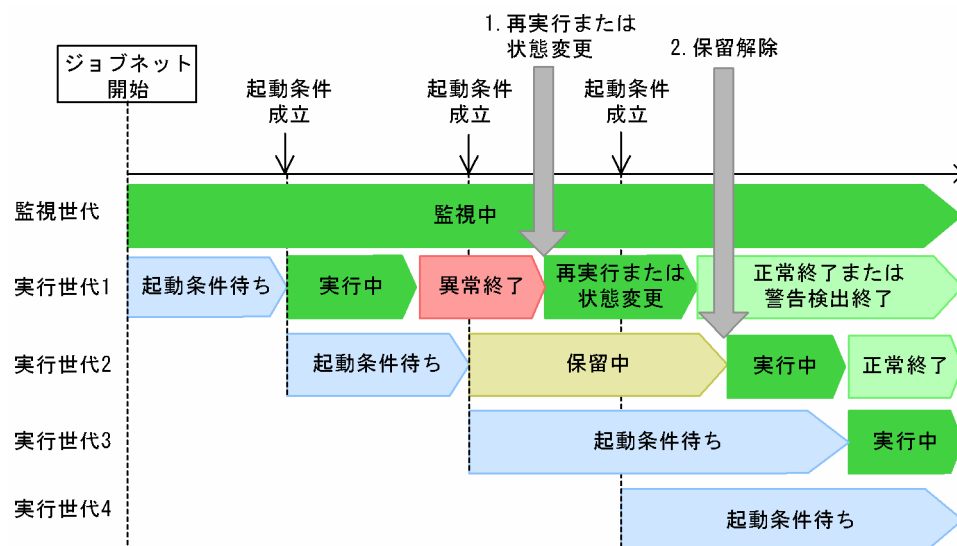 1. 再実行または
状態変更
2. 保留解除
ジョブネット
開始
起動条件
成立
起動条件
成立
起動条件
成立
監視世代
監視中
実行世代1
起動条件待ち
実行中
異常終了
再実行または
状態変更
正常終了または
警告検出終了
実行世代2
起動条件待ち
保留中
実行中
正常終了
実行世代3
起動条件待ち
実行中
実行世代4
起動条件待ち